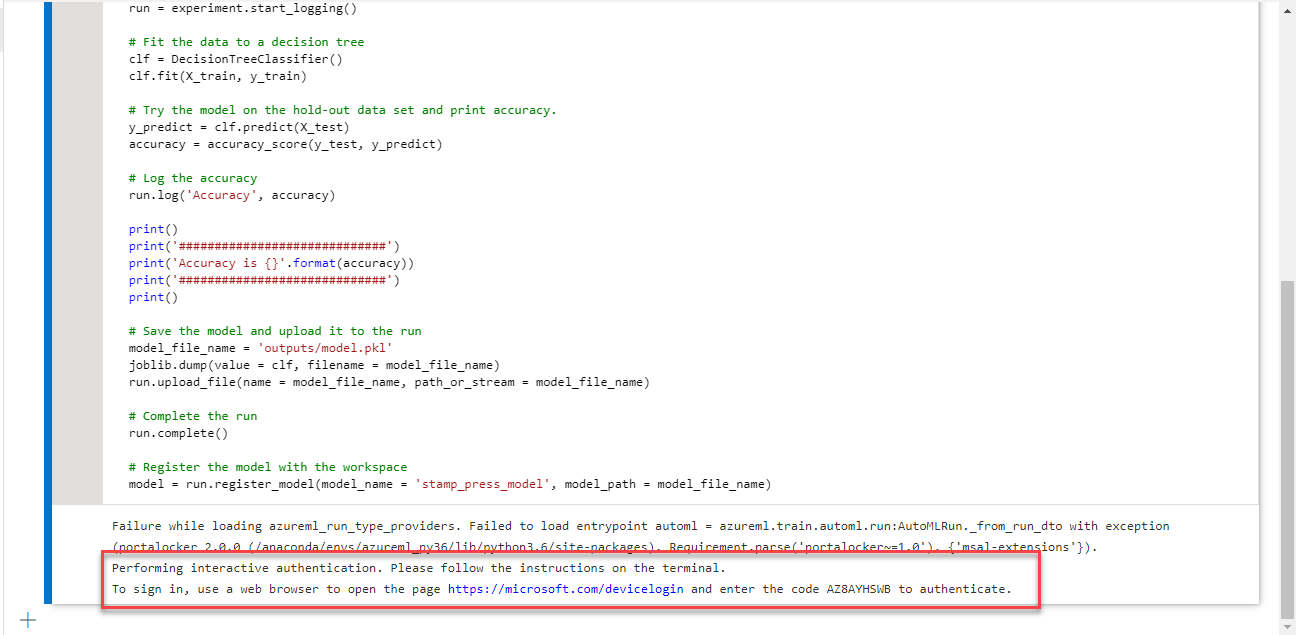 run = experiment.start_logging()
# Fit the data to a decision tree
clf = DecisionTreeClassifier()
clf.fit(X_train, y_train)
# Try the model on the hold-out data set and print accuracy.
y_predict = clf.predict(X_test)
accuracy = accuracy_score(y_test, y_predict)
# Log the accuracy
run.log('Accuracy', accuracy)
print()
print('#############################')
print('Accuracy is {}'.format(accuracy))
print('#############################')
print()
# Save the model and upload it to the run
model_file_name = 'outputs/model.pkl'
joblib.dump(value = clf, filename = model_file_name)
run.upload_file(name = model_file_name, path_or_stream = model_file_name)
# Complete the run
run.complete()
# Register the model with the workspace
model = run.register_model(model_name = 'stamp_press_model', model_path = model_file_name)
Failure while loading azureml_run_type_providers. Failed to load entrypoint automl = azureml.train.automl.run:AutoMLRun._from_run_dto with exception
(portalocker 2.0.0 (/anaconda/envs/azureml_py36/lib/python3.6/site-packages), Requirement.parse('portalocker~=1.0'), {'msal-extensions'}).
Performing interactive authentication. Please follow the instructions on the terminal.
To sign in, use a web browser to open the page https://microsoft.com/devicelogin and enter the code AZ8AYHSWB to authenticate.